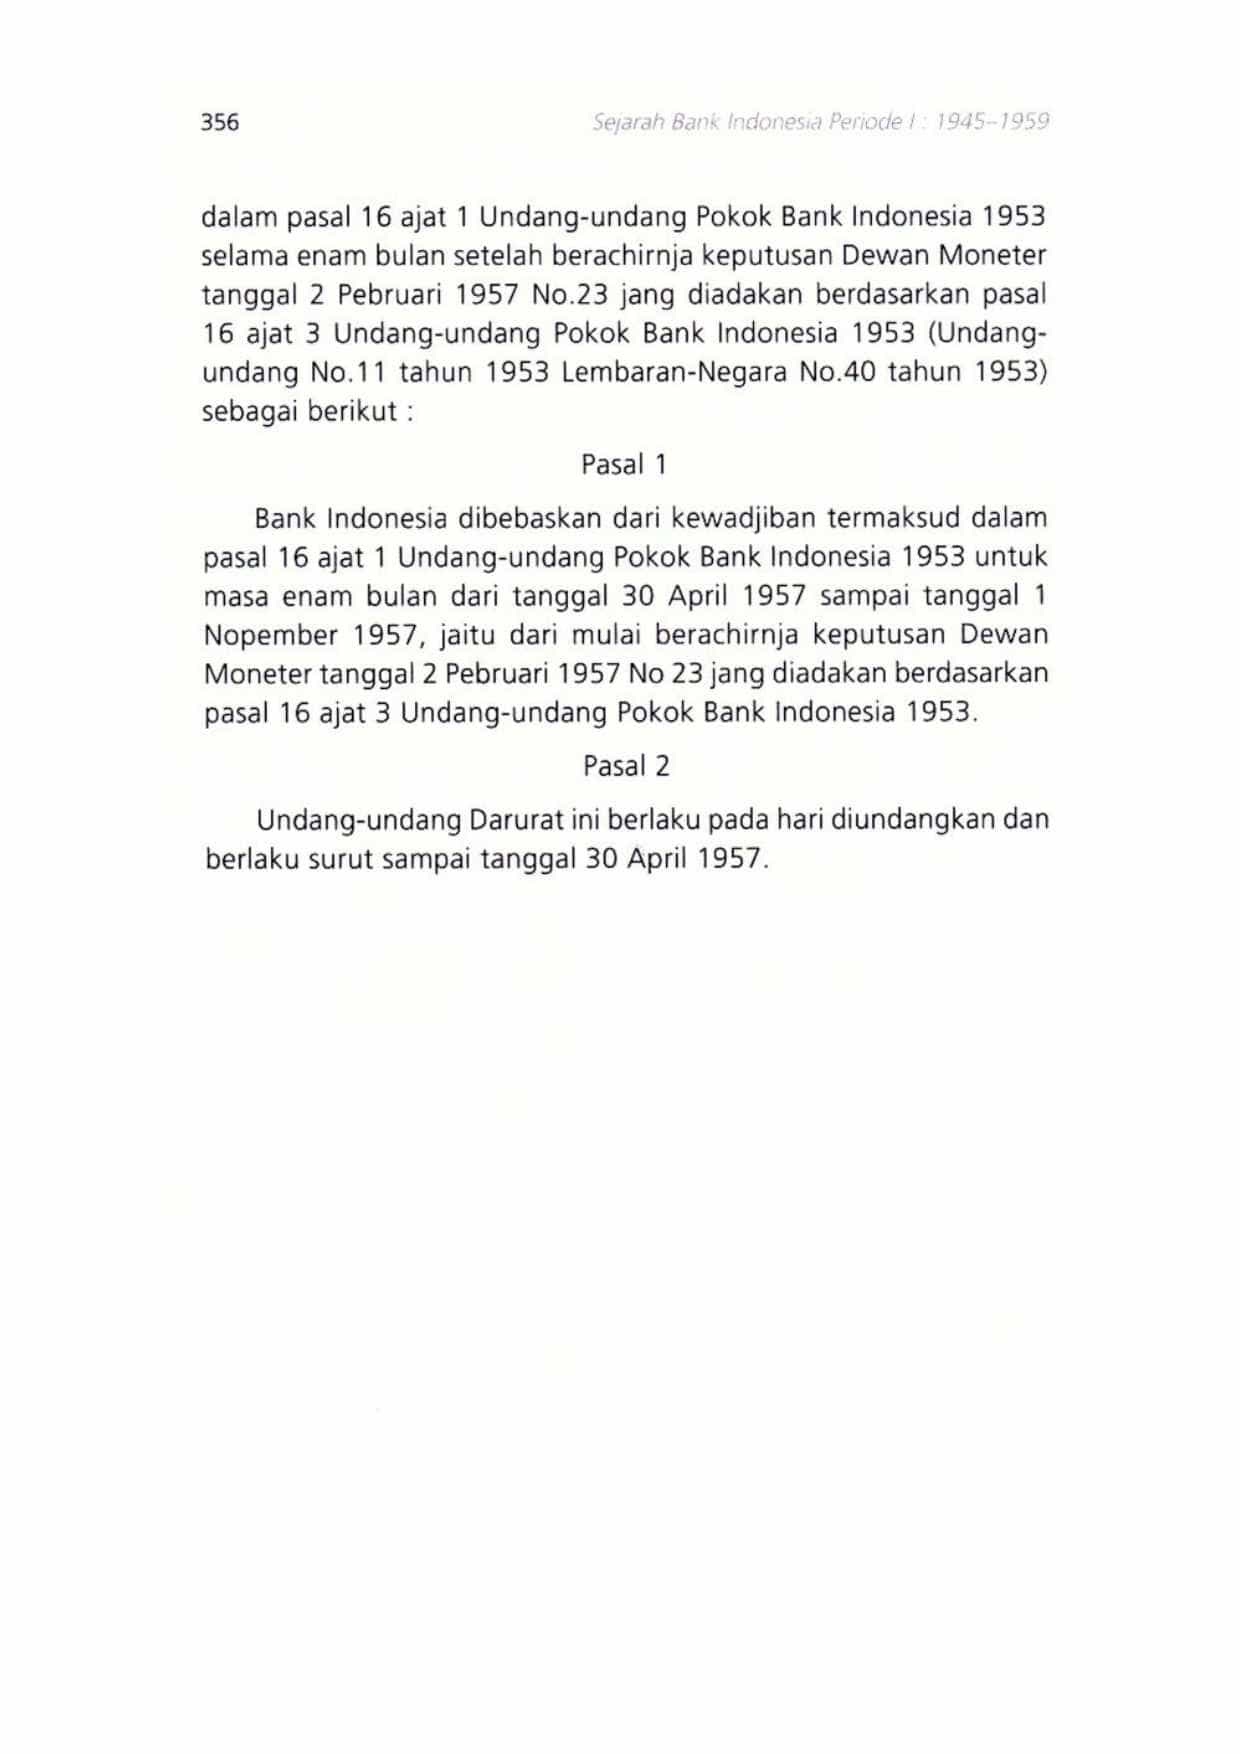 356
Sejarah Bank Indonesia Periode I : 1945–1959
dalam pasal 16 ajat 1 Undang-undang Pokok Bank Indonesia 1953
selama enam bulan setelah berachirnja keputusan Dewan Moneter
tanggal 2 Pebruari 1957 No.23 jang diadakan berdasarkan pasal
16 ajat 3 Undang-undang Pokok Bank Indonesia 1953 (Undang-
undang No.11 tahun 1953 Lembaran-Negara No.40 tahun 1953)
sebagai berikut :
Pasal 1
Bank Indonesia dibebaskan dari kewadjiban termaksud dalam
pasal 16 ajat 1 Undang-undang Pokok Bank Indonesia 1953 untuk
masa enam bulan dari tanggal 30 April 1957 sampai tanggal 1
Nopember 1957, jaitu dari mulai berachirnja keputusan Dewan
Moneter tanggal 2 Pebruari 1957 No 23 jang diadakan berdasarkan
pasal 16 ajat 3 Undang-undang Pokok Bank Indonesia 1953.
Pasal 2
Undang-undang Darurat ini berlaku pada hari diundangkan dan
berlaku surut sampai tanggal 30 April 1957.